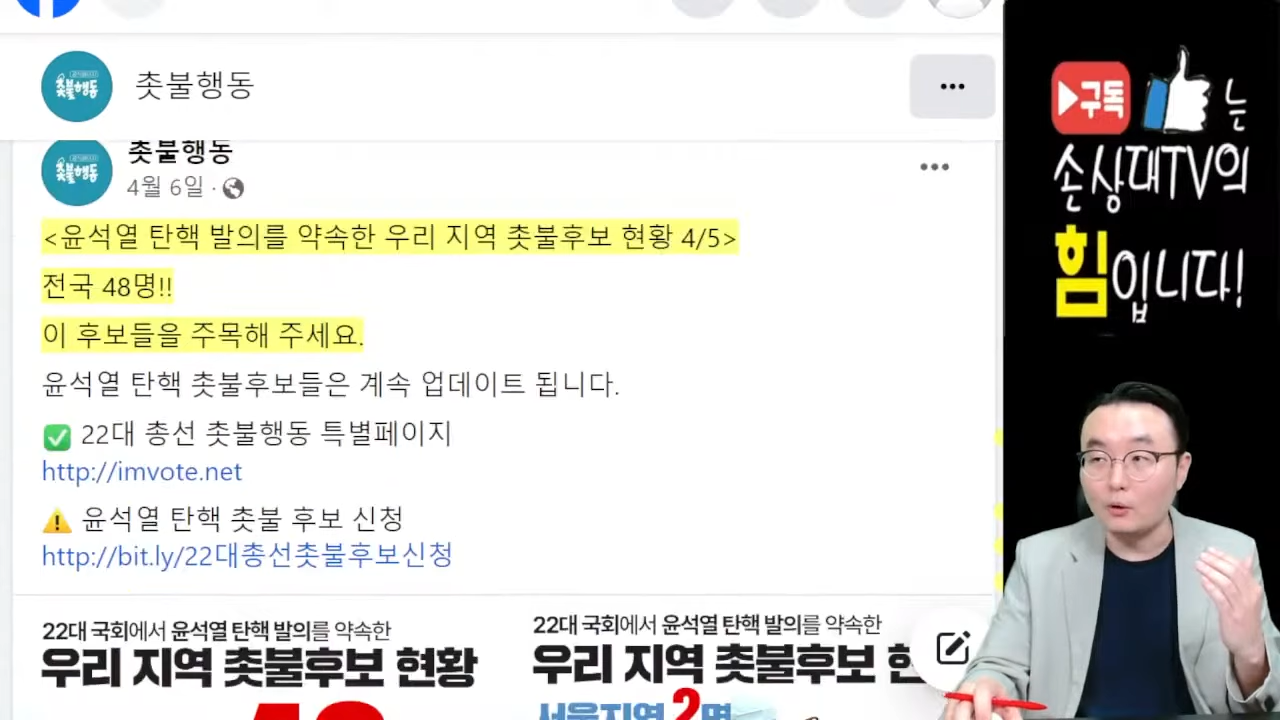 촛불행동
촛불행동
촛불행동
촛불행동
4월 6일 ·
<윤석열 탄핵 발의를 약속한 우리 지역 촛불후보 현황 4/5>
전국 48명!!
이 후보들을 주목해 주세요.
윤석열 탄핵 촛불후보들은 계속 업데이트 됩니다.
22대 총선 촛불행동 특별페이지
http://imvote.net
윤석열 탄핵 촛불 후보 신청
http://bit.ly/22대총선촛불후보신청
22대 국회에서 윤석열 탄핵 발의를 약속한
우리 지역 촛불후보 현황
22대 국회에서 윤석열 탄핵 발의를 약속한
우리 지역 촛불후보
서울지역 2명
구독 는
손상대TV의
힘입니다!